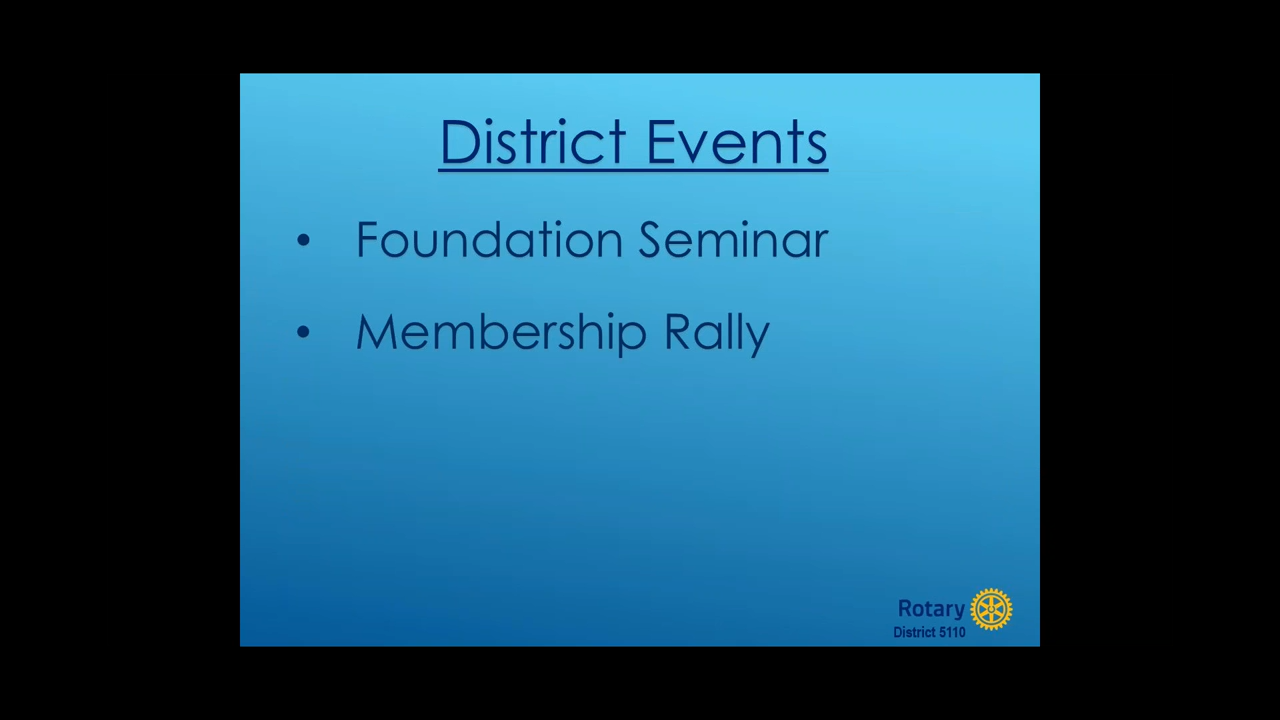 District Events
• Foundation Seminar
• Membership Rally
Rotary
District 5110